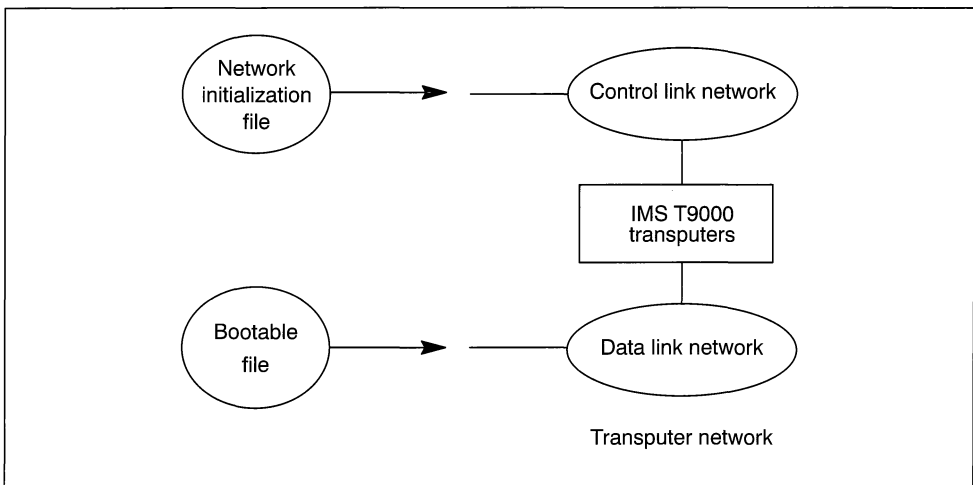 Network
initialization
file
Control link network
IMS T9000
transputers
Bootable
file
Data link network
Transputer network